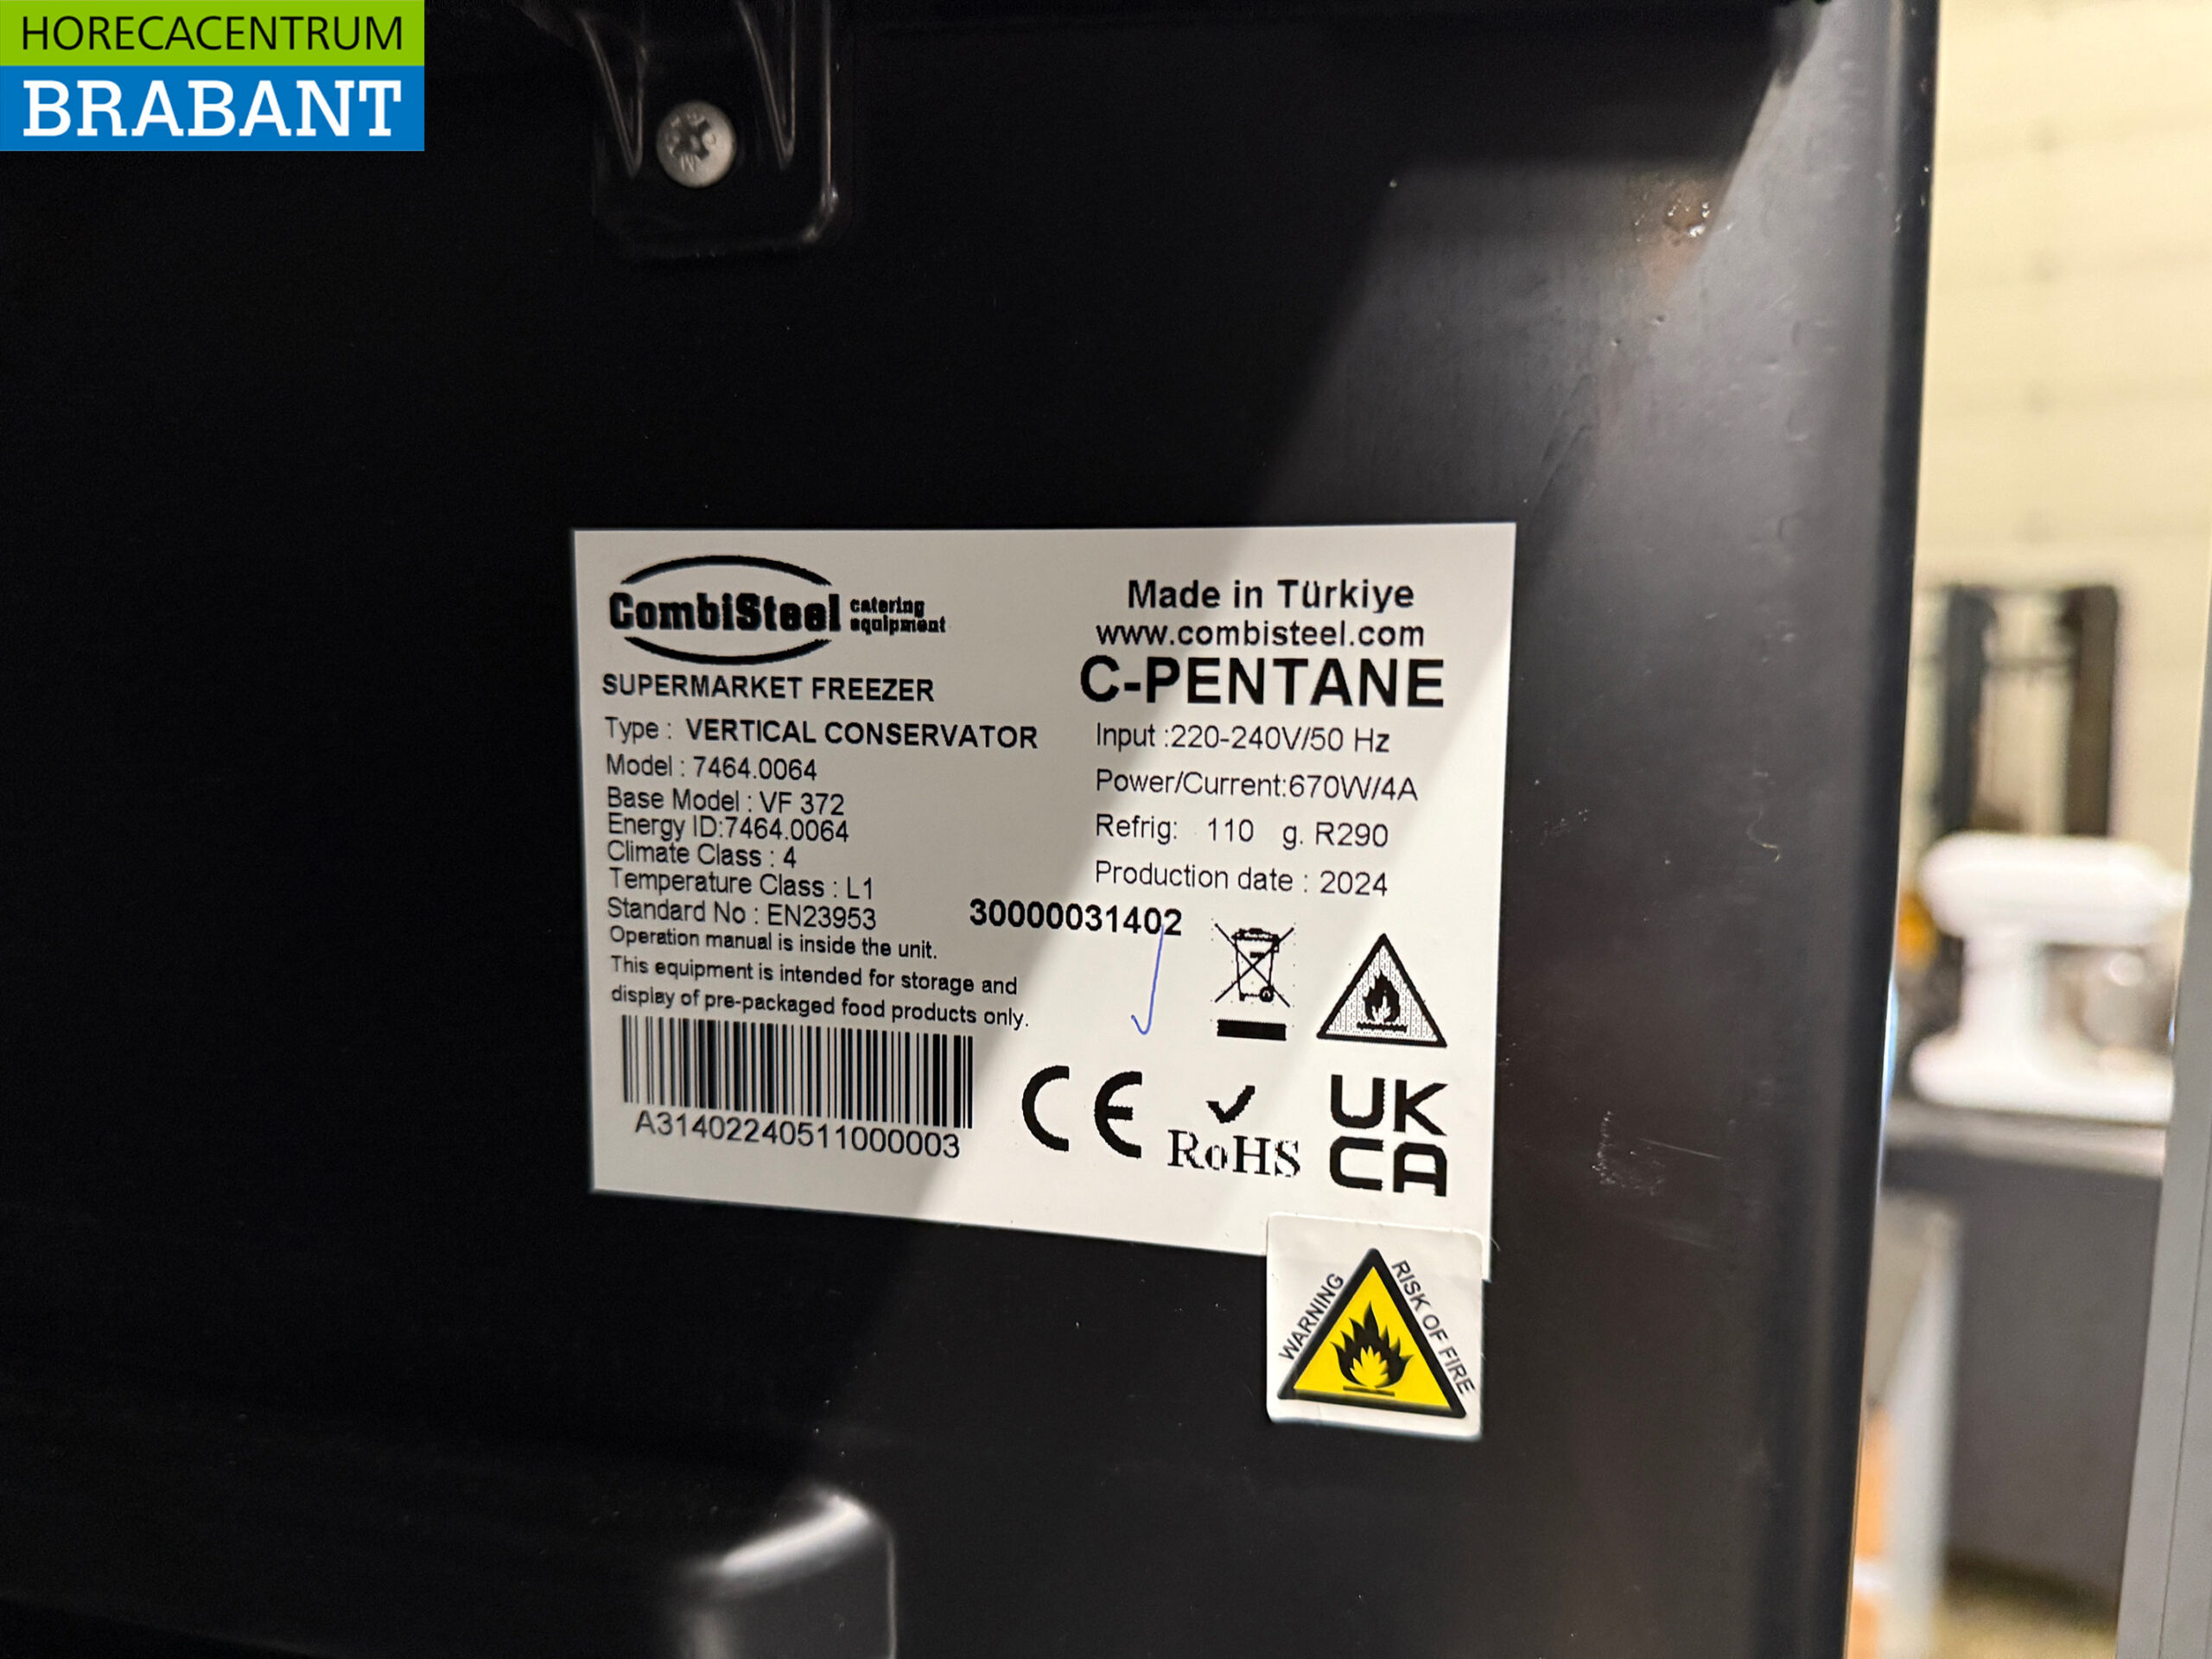 HORECACENTRUM
BRABANT
CombiSteel catering equipment
SUPERMARKET FREEZER
Type : VERTICAL CONSERVATOR
Model : 7464.0064
Base Model : VF 372
Energy ID:7464.0064
Climate Class : 4
Temperature Class : L1
Standard No : EN23953
Operation manual is inside the unit.
This equipment is intended for storage and
display of pre-packaged food products only.
A31402240511000003
Made in Türkiye
www.combisteel.com
C-PENTANE
Input :220-240V/50 Hz
Power/Current:670W/4A
Refrig: 110 g. R290
Production date : 2024
30000031402
CE
RoHS
UK
CA
WARNING
RISK OF FIRE